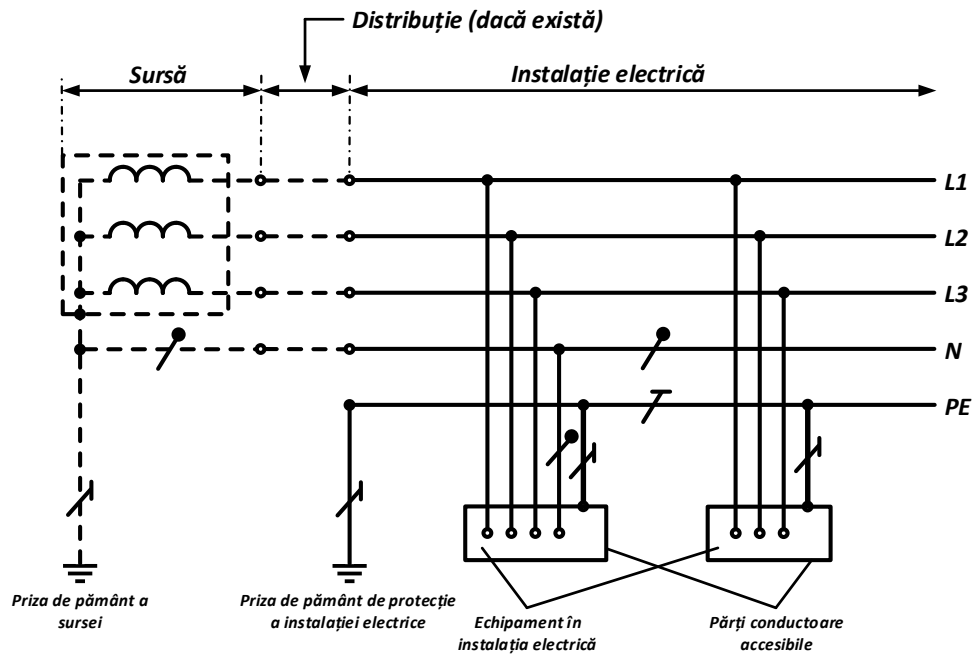 Distribuție (dacă există)
Sursă
Instalație electrică
L1
L2
L3
N
PE
Priza de pământ a
sursei
Priza de pământ de protecție
a instalației electrice
Echipament în
instalația electrică
Părți conductoare
accesibile